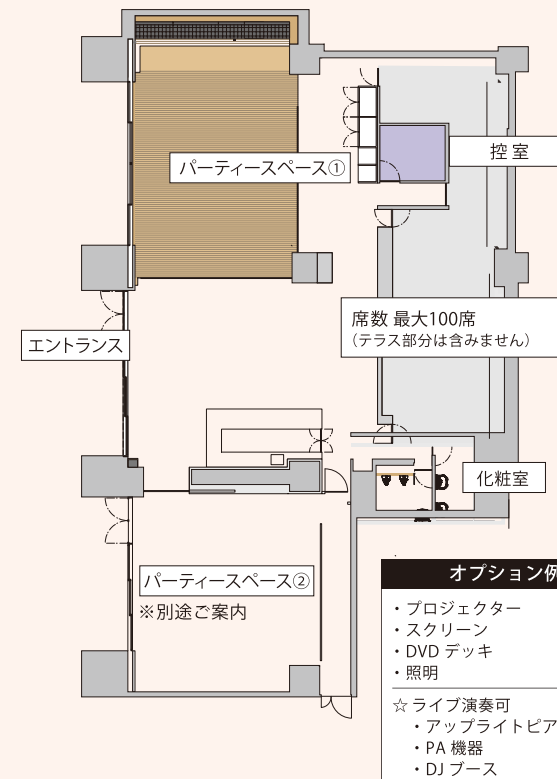 パーティースペース①
控 室
席数 最大100席
(テラス部分は含みません)
エントランス
化粧室
パーティースペース②
※別途ご案内
オプション例
・プロジェクター
・スクリーン
・DVD デッキ
・照明
☆ ライブ演奏可
・アップライトピア
・PA 機器
・DJ ブース